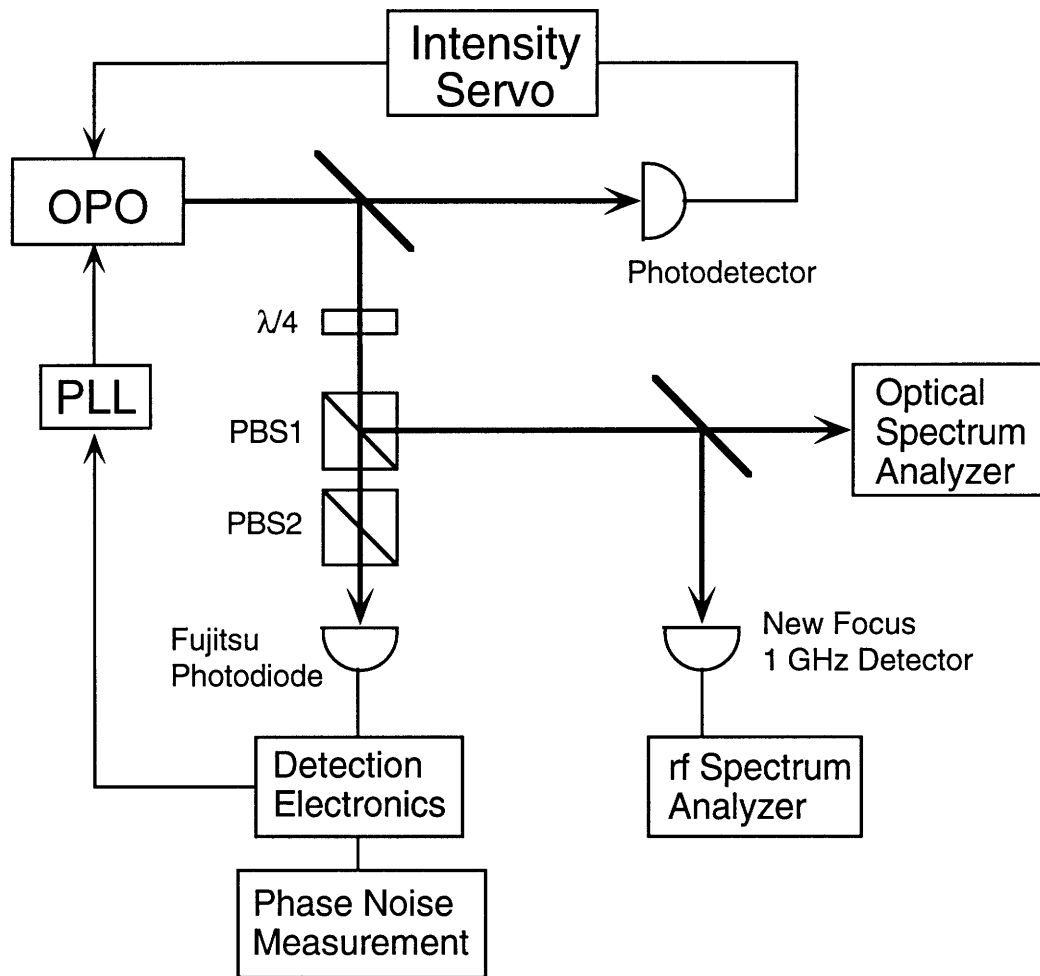 Intensity
Servo
OPO
Photodetector
λ/4
PLL
PBS1
Optical
Spectrum
Analyzer
PBS2
Fujitsu
Photodiode
New Focus
1 GHz Detector
Detection
Electronics
rf Spectrum
Analyzer
Phase Noise
Measurement